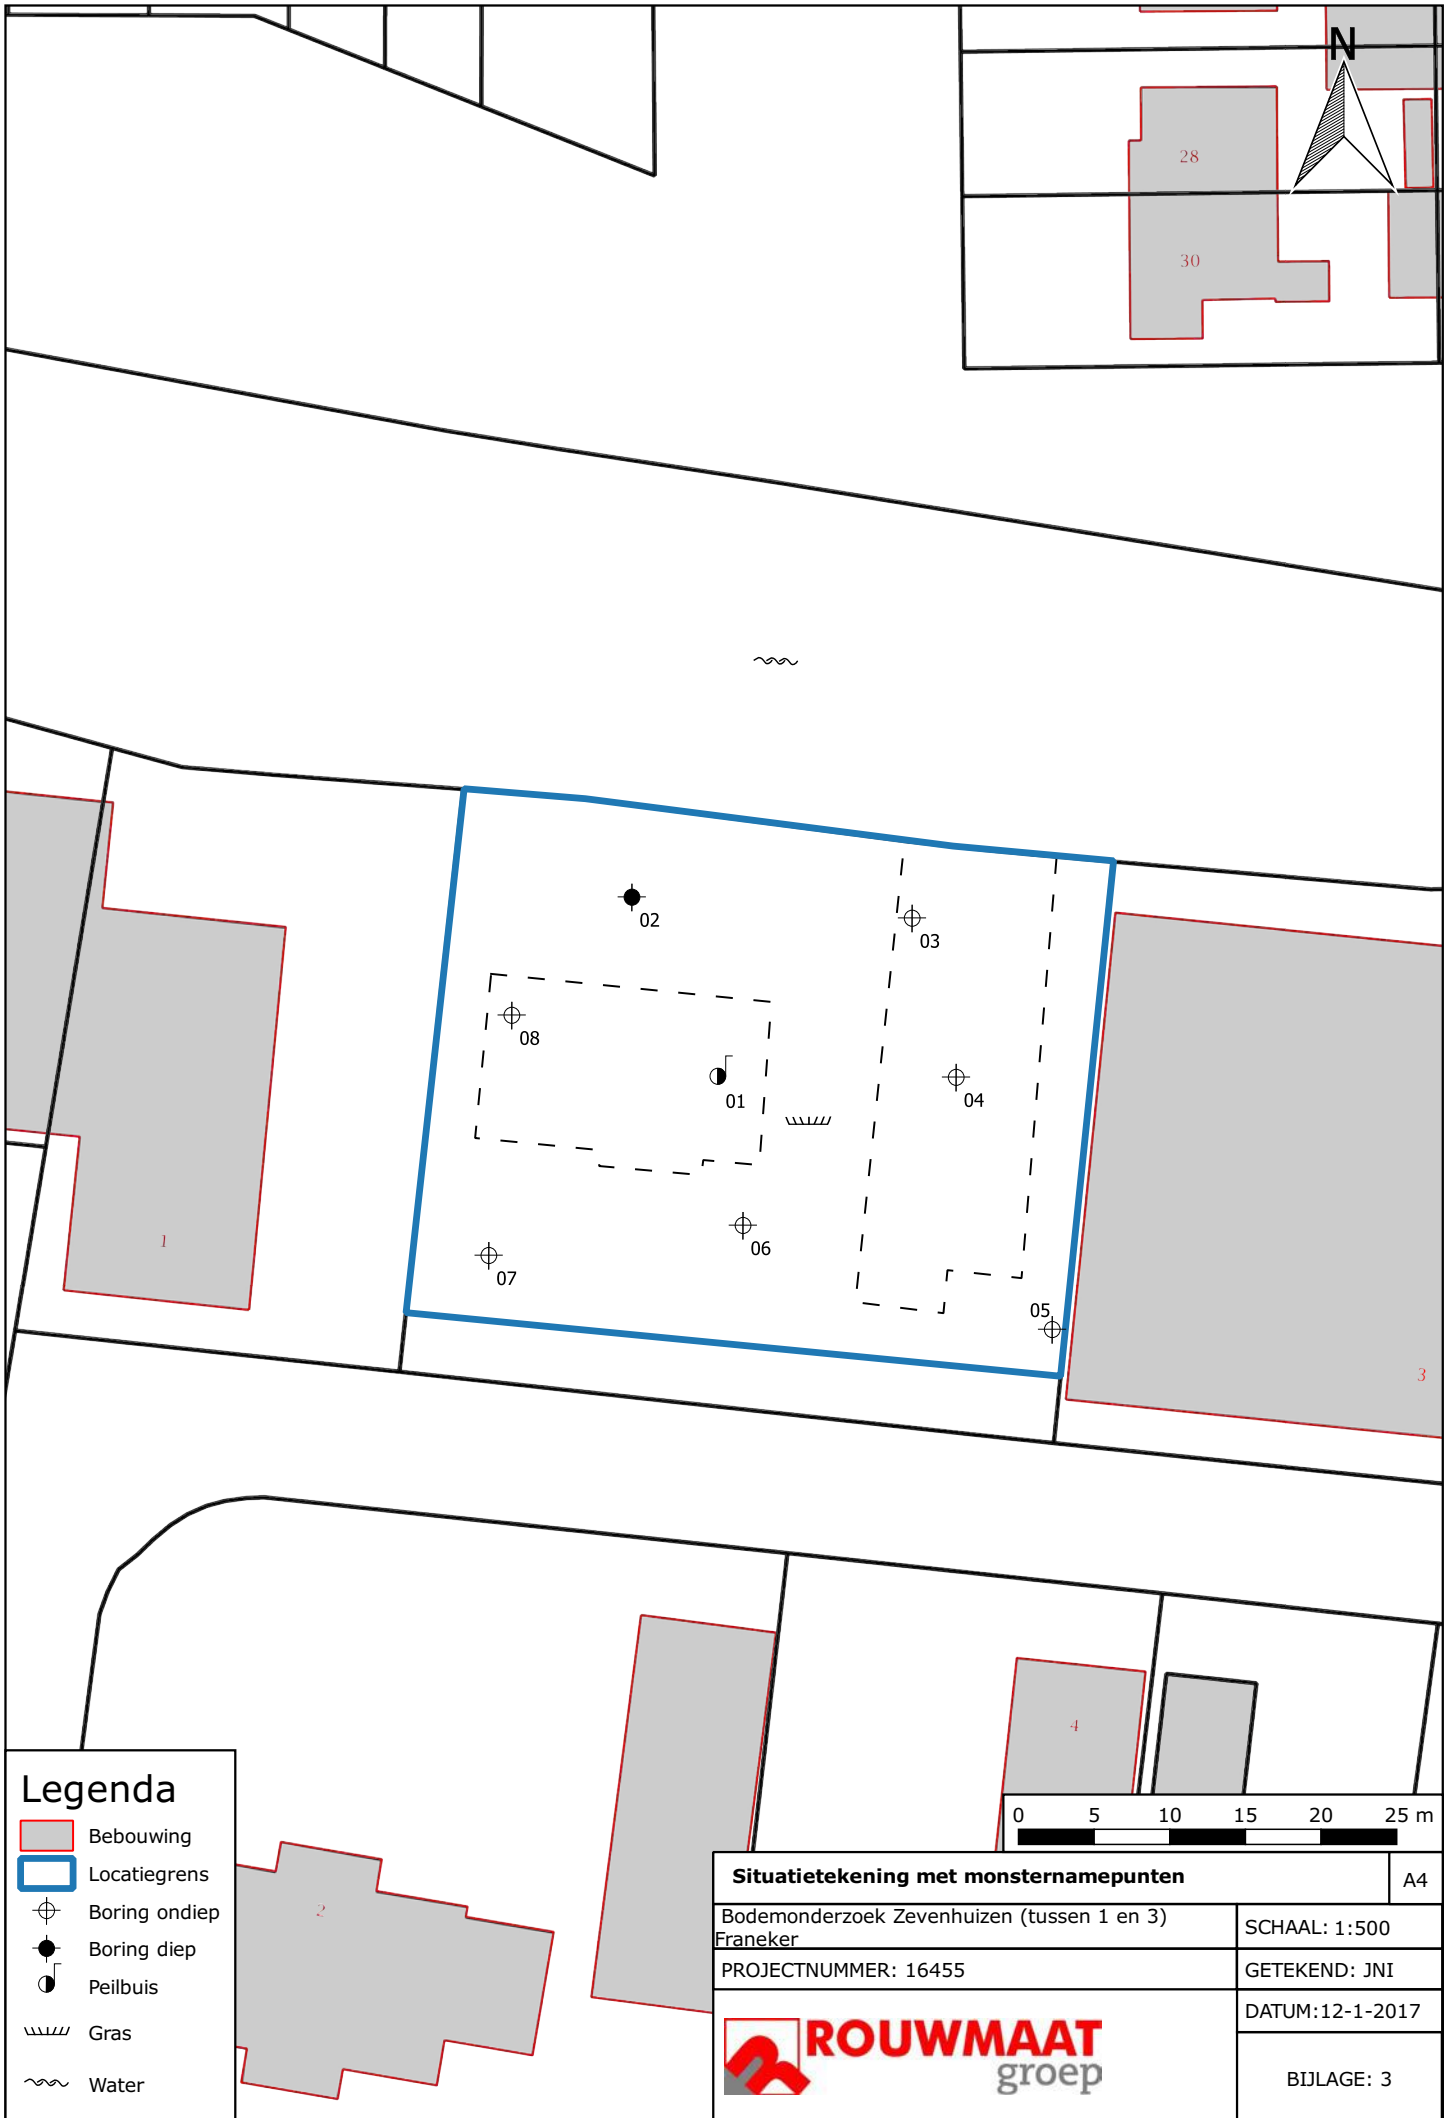 N
28
30
02
03
08
01
04
06
07
05
1
3
4
2
Legenda
Bebouwing
Locatiegrens
Boring ondiep
Boring diep
Peilbuis
Gras
Water
0 5 10 15 20 25 m
Situatietekening met monsternamepunten
A4
Bodemonderzoek Zevenhuizen (tussen 1 en 3)
Franeker
SCHAAL: 1:500
PROJECTNUMMER: 16455
GETEKEND: JNI
DATUM:12-1-2017
ROUWMAAT
groep
BIJLAGE: 3